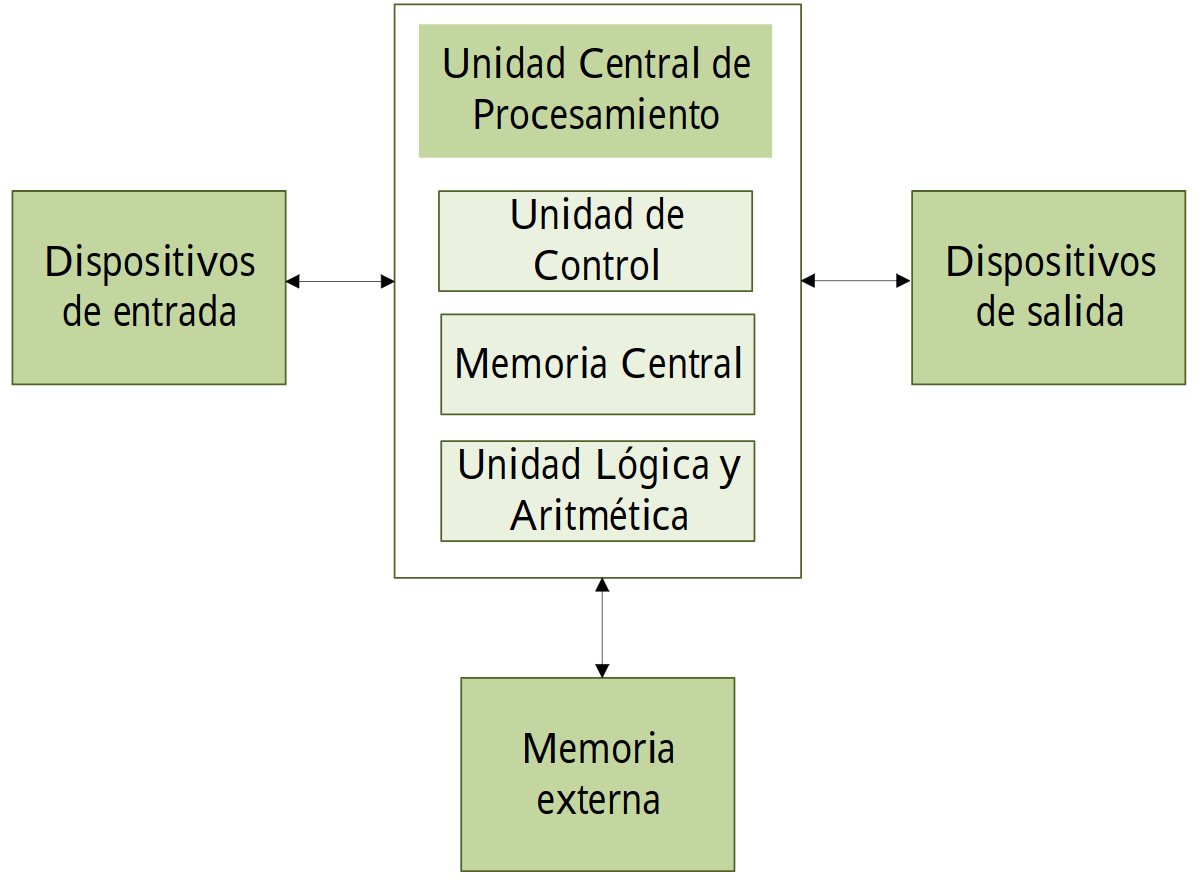 Unidad Central de
Procesamiento
Unidad de
Control
Memoria Central
Unidad Lógica y
Aritmética
Dispositivos
de entrada
Dispositivos
de salida
Memoria
externa